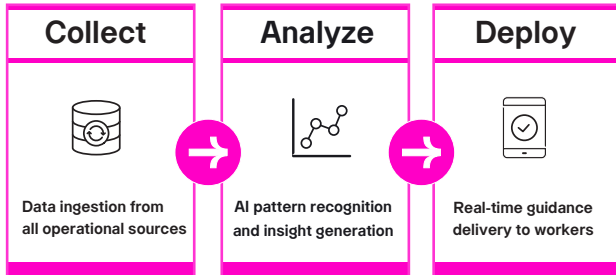 Collect
Data ingestion from
all operational sources
Analyze
AI pattern recognition
and insight generation
Deploy
Real-time guidance
delivery to workers